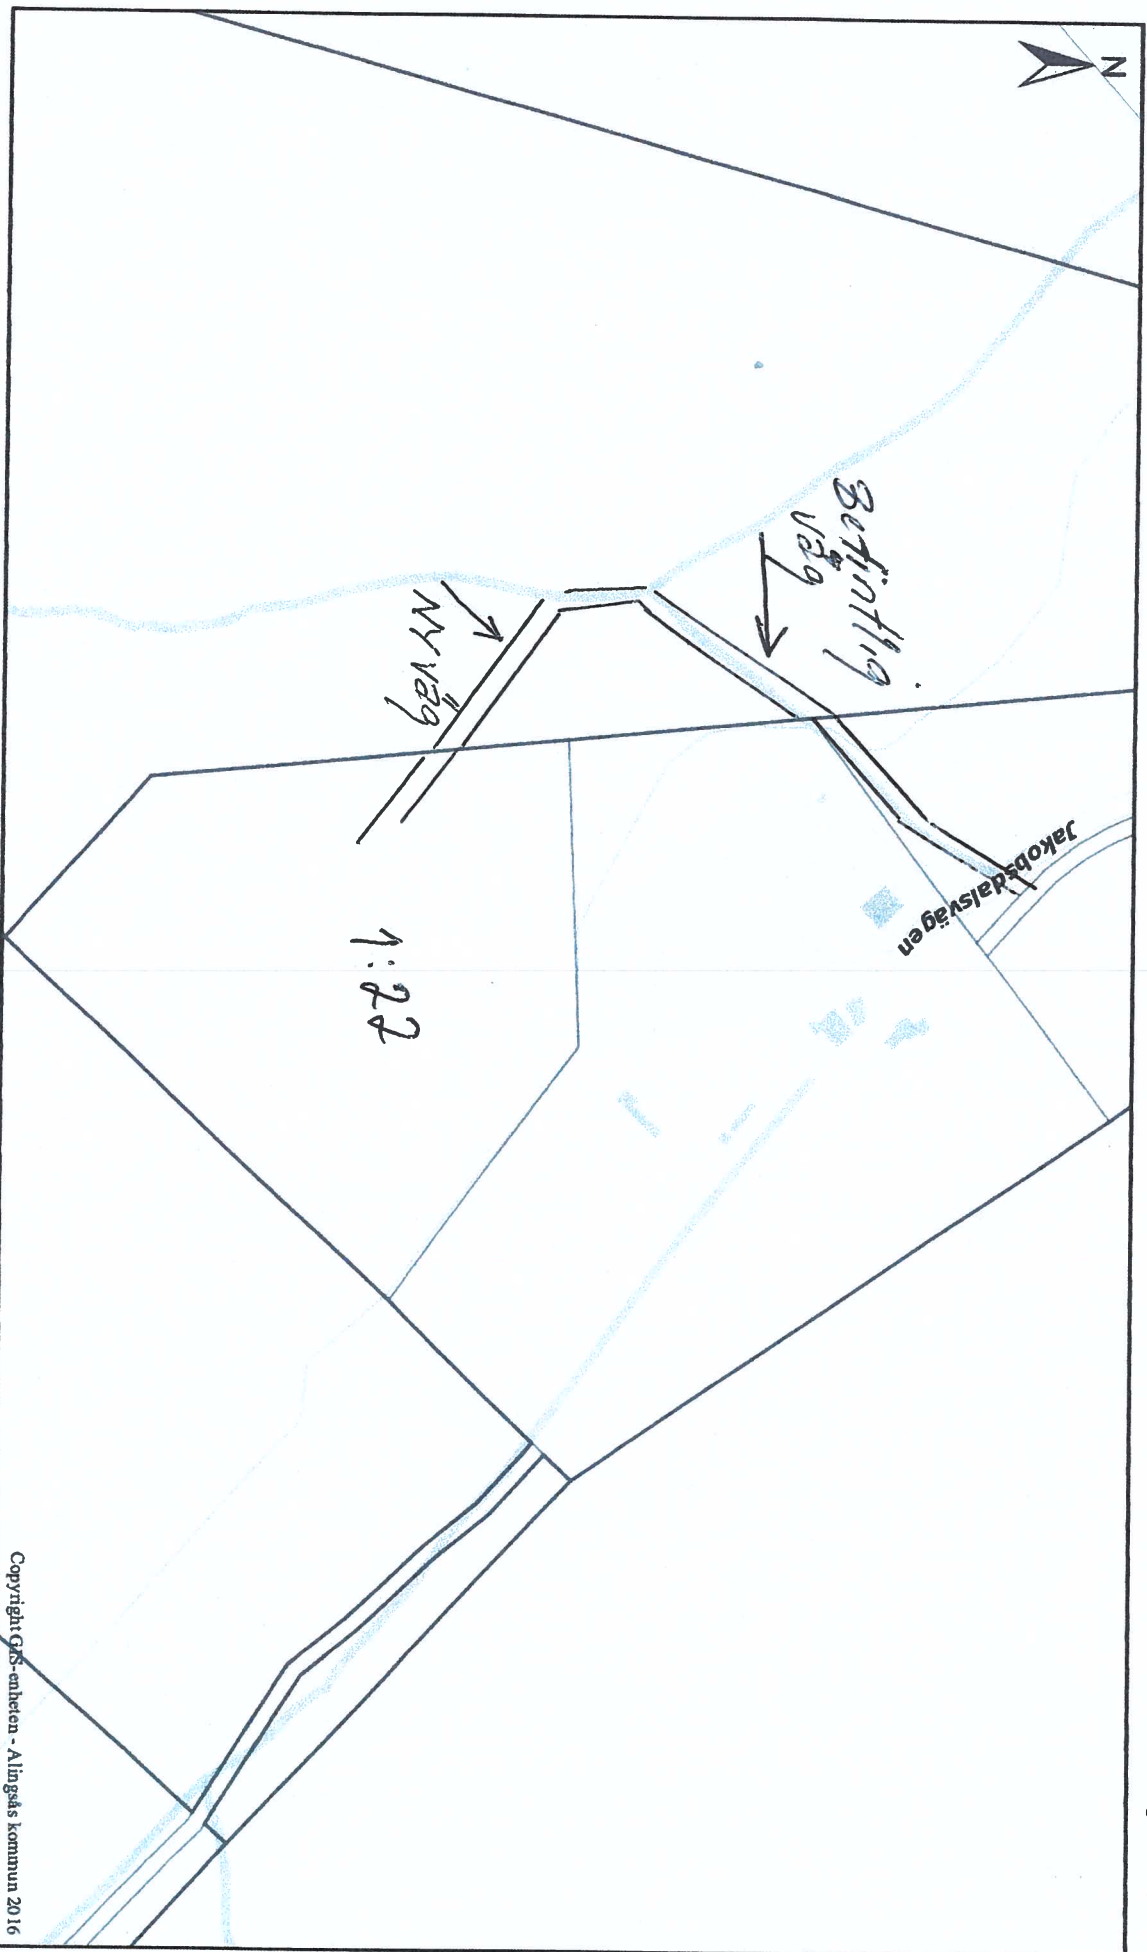 N
Befintlig
väg
Jakobsdalsvägen
NY väg
1:22
Copyright GIS-enheten - Alingsås kommun 2016